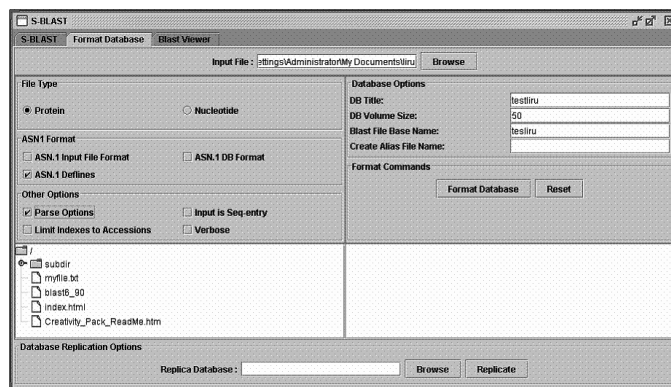 S-BLAST
S-BLAST Format Database Blast Viewer
Input File : ettings\Administrator\My Documents\liru Browse
File Type
Protein Nucleotide
ASN1 Format
ASN.1 Input File Format ASN.1 DB Format
ASN.1 Deflines
Other Options
Parse Options Input is Seq-entry
Limit Indexes to Accessions Verbose
Database Options
DB Title: testliru
DB Volume Size: 50
Blast File Base Name: tesliru
Create Alias File Name:
Format Commands
Format Database Reset
/
subdir
myfile.txt
blast6_90
index.html
Creativity_Pack_ReadMe.htm
Database Replication Options
Replica Database : Browse Replicate